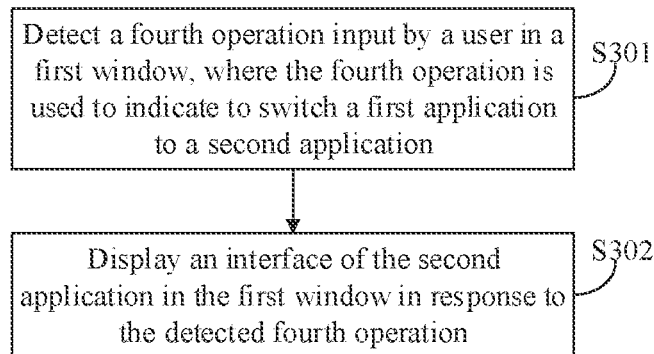 Detect a fourth operation input by a user in a
first window, where the fourth operation is
used to indicate to switch a first application
to a second application
S301
Display an interface of the second
application in the first window in response to
the detected fourth operation
S302